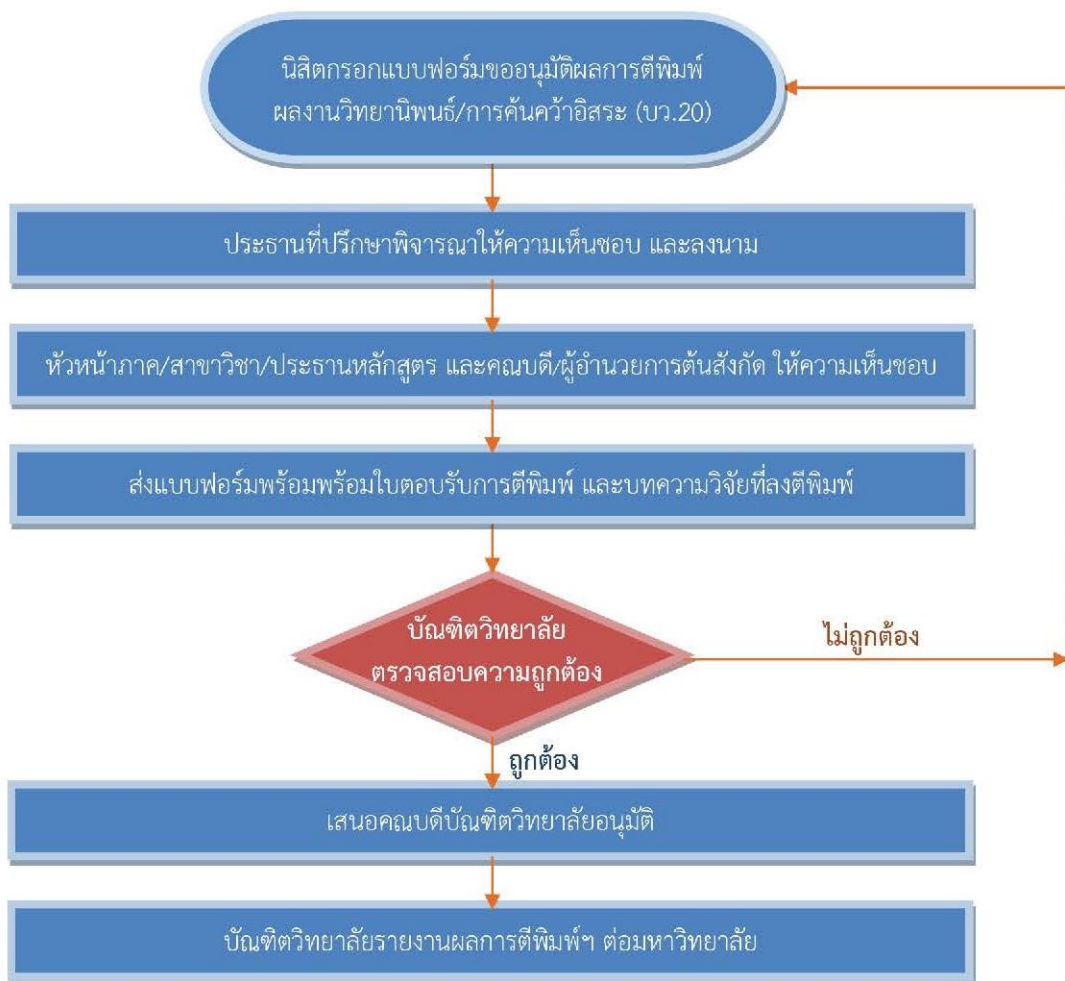 นิสิตกรอกแบบฟอร์มขออนุมัติผลการตีพิมพ์
ผลงานวิทยานิพนธ์/การค้นคว้าอิสระ (บว.20)
ประธานที่ปรึกษาพิจารณาให้ความเห็นชอบ และลงนาม
หัวหน้าภาค/สาขาวิชา/ประธานหลักสูตร และคณบดี/ผู้อำนวยการต้นสังกัด ให้ความเห็นชอบ
ส่งแบบฟอร์มพร้อมพร้อมใบตอบรับการตีพิมพ์ และบทความวิจัยที่ลงตีพิมพ์
บัณฑิตวิทยาลัย
ตรวจสอบความถูกต้อง
ไม่ถูกต้อง
ถูกต้อง
เสนอคณบดีบัณฑิตวิทยาลัยอนุมัติ
บัณฑิตวิทยาลัยรายงานผลการตีพิมพ์ฯ ต่อมหาวิทยาลัย